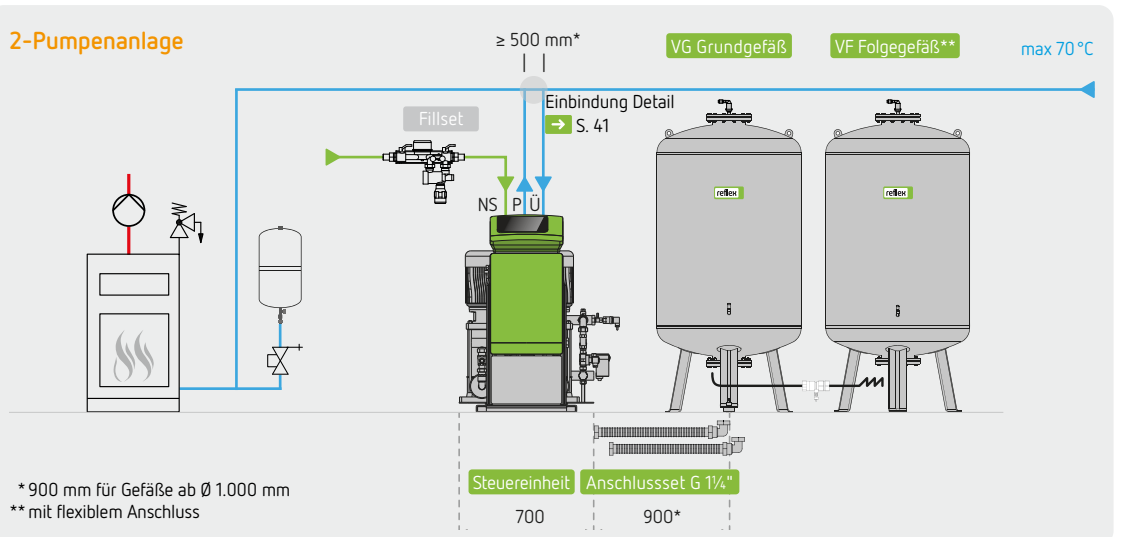 2-Pumpenanlage
≥ 500 mm*
VG Grundgefäß
VF Folgegefäß**
max 70 °C
Einbindung Detail
→ S. 41
Fillset
NS P Ü
reflex
reflex
Steuereinheit
Anschlussset G 1¼"
700
900*
* 900 mm für Gefäße ab Ø 1.000 mm
** mit flexiblem Anschluss